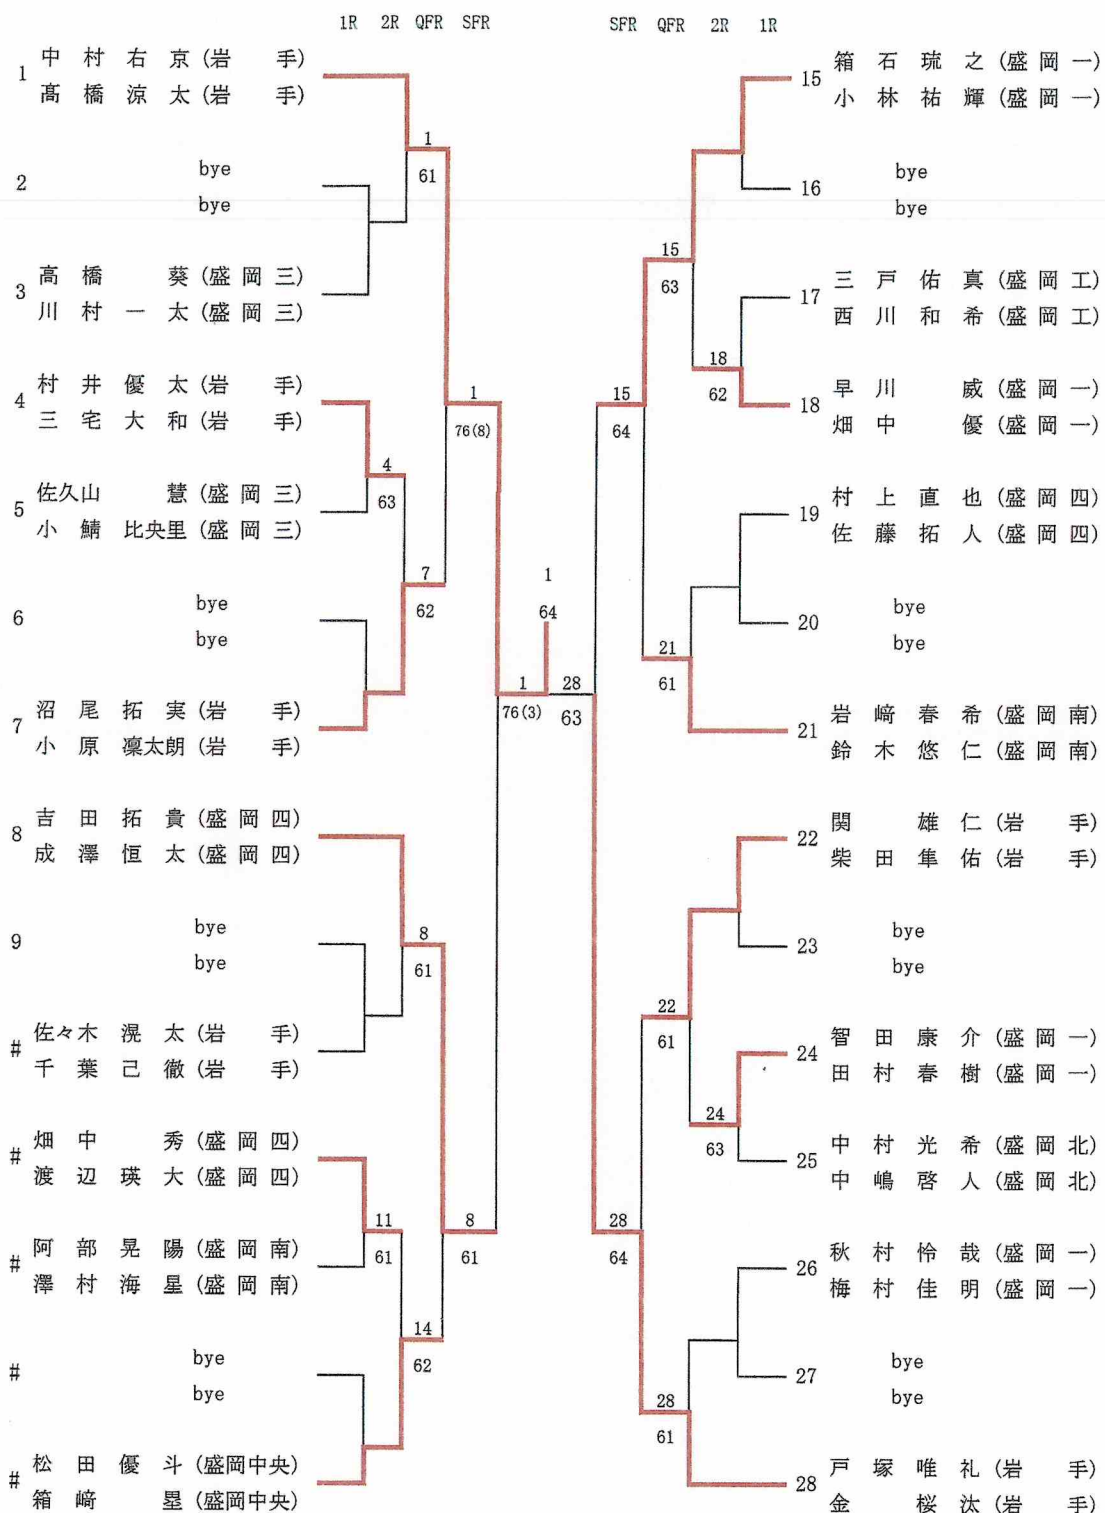 1R 2R QFR SFR
SFR QFR 2R 1R
1 中村右京(岩手)
髙橋涼太(岩手)
2 bye
bye
3 高橋葵(盛岡三)
川村一太(盛岡三)
4 村井優太(岩手)
三宅大和(岩手)
5 佐久山慧(盛岡三)
小鯖比央里(盛岡三)
6 bye
bye
7 沼尾拓実(岩手)
小原凜太朗(岩手)
8 吉田拓貴(盛岡四)
成澤恒太(盛岡四)
9 bye
bye
# 佐々木滉太(岩手)
千葉己徹(岩手)
# 畑中秀(盛岡四)
渡辺瑛大(盛岡四)
# 阿部晃陽(盛岡南)
澤村海星(盛岡南)
# bye
bye
# 松田優斗(盛岡中央)
箱﨑塁(盛岡中央)
1
61
4
63
7
62
1
76(8)
8
61
11
61
14
62
8
61
1
76(3)
1
64
28
63
15
64
15
63
18
62
21
61
22
61
24
63
28
64
28
61
15 箱石琉之(盛岡一)
小林祐輝(盛岡一)
16 bye
bye
17 三戸佑真(盛岡工)
西川和希(盛岡工)
18 早川威(盛岡一)
畑中優(盛岡一)
19 村上直也(盛岡四)
佐藤拓人(盛岡四)
20 bye
bye
21 岩﨑春希(盛岡南)
鈴木悠仁(盛岡南)
22 関雄仁(岩手)
柴田隼佑(岩手)
23 bye
bye
24 智田康介(盛岡一)
田村春樹(盛岡一)
25 中村光希(盛岡北)
中嶋啓人(盛岡北)
26 秋村怜哉(盛岡一)
梅村佳明(盛岡一)
27 bye
bye
28 戸塚唯礼(岩手)
金桜汰(岩手)